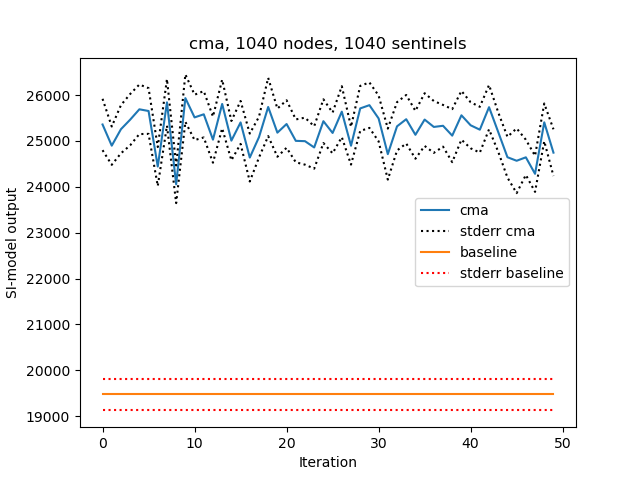 cma, 1040 nodes, 1040 sentinels
SI-model output
26000
25000
24000
23000
22000
21000
20000
19000
cma
stderr cma
baseline
stderr baseline
0 10 20 30 40 50
Iteration